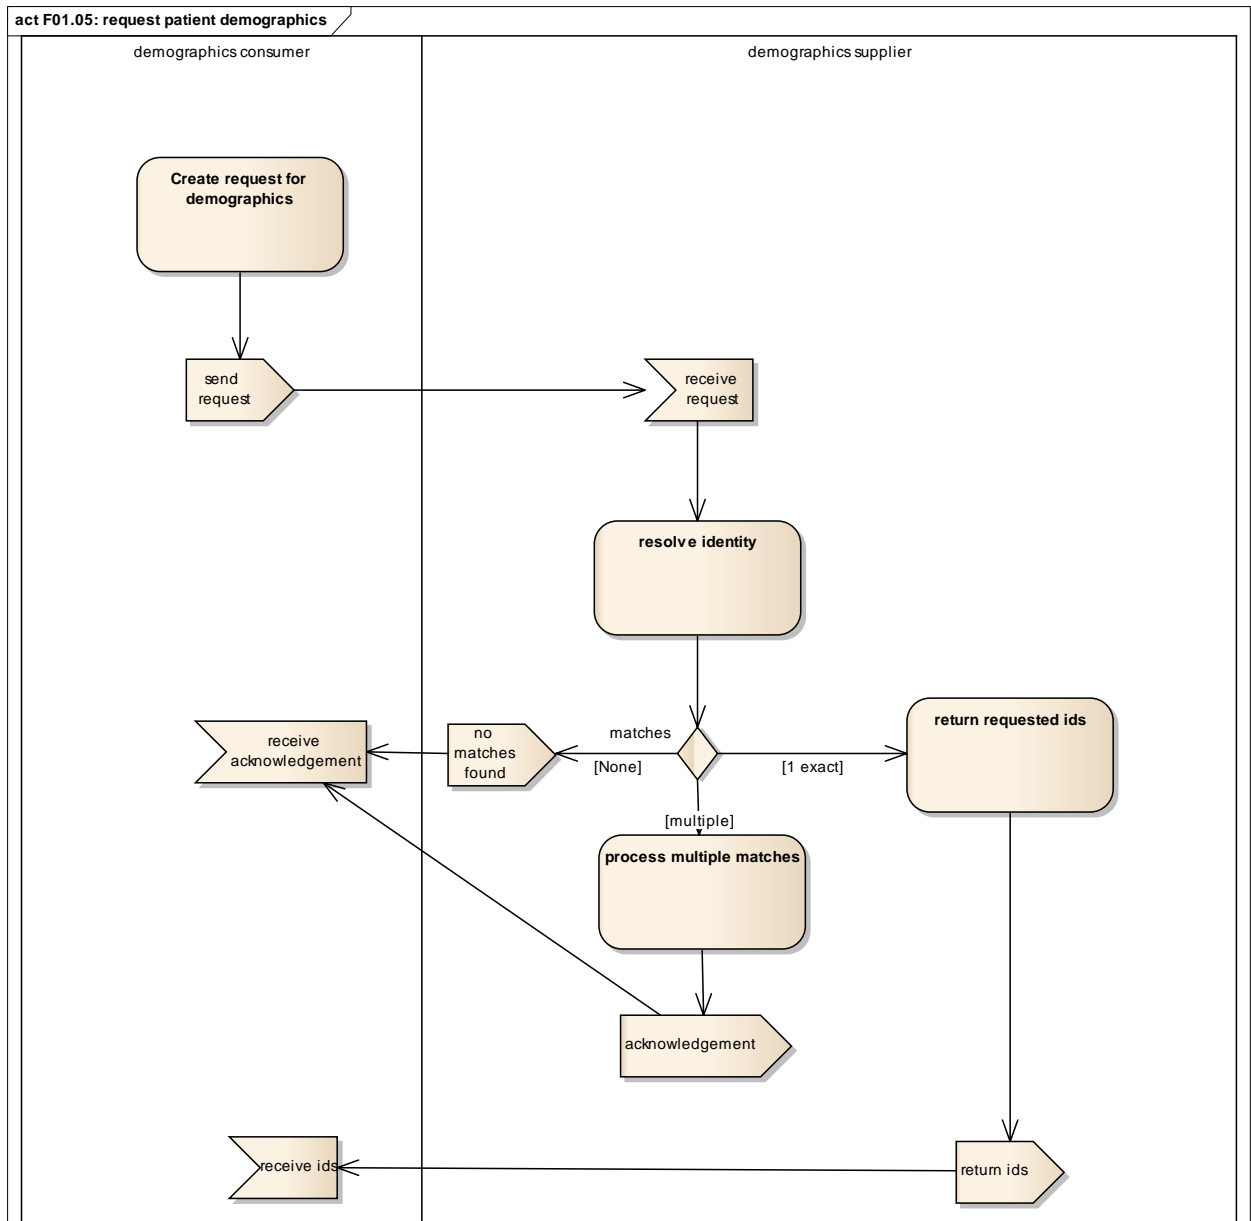 act F01.05: request patient demographics
demographics consumer
demographics supplier
Create request for
demographics
send
request
receive
request
resolve identity
return requested ids
matches
[None]
[1 exact]
no
matches
found
receive
acknowledgement
[multiple]
process multiple matches
acknowledgement
receive ids
return ids